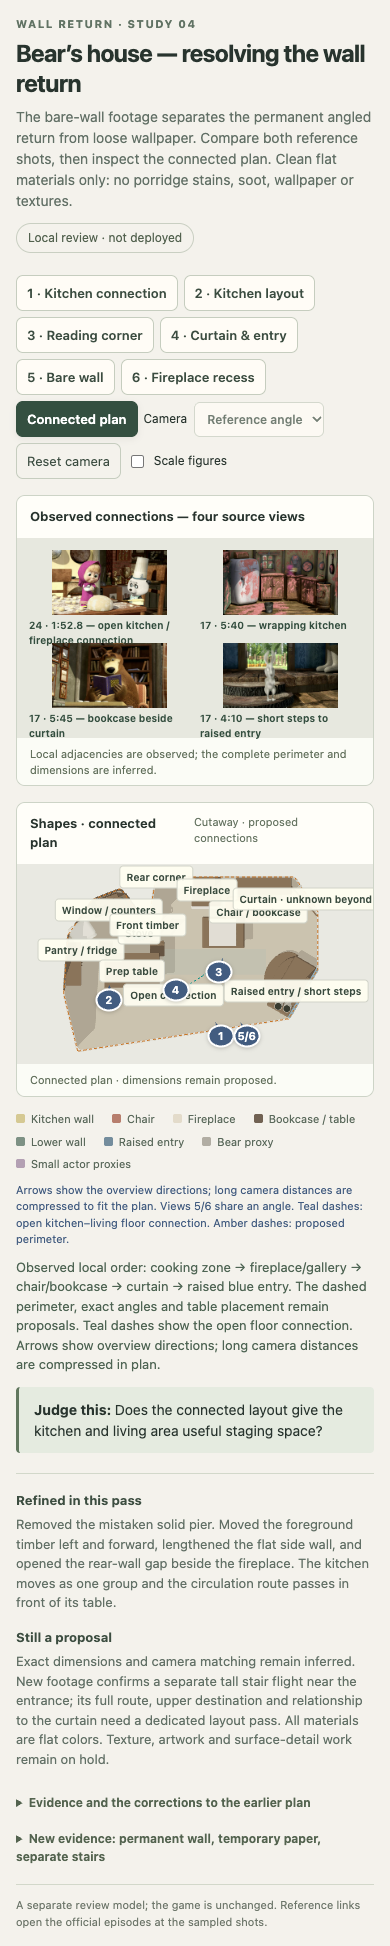 WALL RETURN · STUDY 04
Bear's house — resolving the wall
return
The bare-wall footage separates the permanent angled
return from loose wallpaper. Compare both reference
shots, then inspect the connected plan. Clean flat
materials only: no porridge stains, soot, wallpaper or
textures.
Local review · not deployed
1 · Kitchen connection
2 · Kitchen layout
3 · Reading corner
4 · Curtain & entry
5 · Bare wall
6 · Fireplace recess
Connected plan
Camera
Reference angle
Reset camera
Scale figures
Observed connections — four source views
24 · 1:52.8 — open kitchen /
fireplace connection
17 · 5:40 — wrapping kitchen
17 · 5:45 — bookcase beside
curtain
17 · 4:10 — short steps to
raised entry
Local adjacencies are observed; the complete perimeter and
dimensions are inferred.
Shapes · connected
plan
Cutaway · proposed
connections
Rear corner
Fireplace
Curtain · unknown beyond
Window / counters
Chair / bookcase
Front timber
Pantry / fridge
Prep table
3
4
2
Open
Raised entry / short steps
1
5/6
Connected plan · dimensions remain proposed.
Kitchen wall
Chair
Fireplace
Bookcase / table
Lower wall
Raised entry
Bear proxy
Small actor proxies
Arrows show the overview directions; long camera distances are
compressed to fit the plan. Views 5/6 share an angle. Teal dashes:
open kitchen–living floor connection. Amber dashes: proposed
perimeter.
Observed local order: cooking zone → fireplace/gallery →
chair/bookcase → curtain → raised blue entry. The dashed
perimeter, exact angles and table placement remain
proposals. Teal dashes show the open floor connection.
Arrows show overview directions; long camera distances
are compressed in plan.
Judge this: Does the connected layout give the
kitchen and living area useful staging space?
Refined in this pass
Removed the mistaken solid pier. Moved the foreground
timber left and forward, lengthened the flat side wall, and
opened the rear-wall gap beside the fireplace. The kitchen
moves as one group and the circulation route passes in
front of its table.
Still a proposal
Exact dimensions and camera matching remain inferred.
New footage confirms a separate tall stair flight near the
entrance; its full route, upper destination and relationship
to the curtain need a dedicated layout pass. All materials
are flat colors. Texture, artwork and surface-detail work
remain on hold.
Evidence and the corrections to the earlier plan
New evidence: permanent wall, temporary paper,
separate stairs
A separate review model; the game is unchanged. Reference links
open the official episodes at the sampled shots.